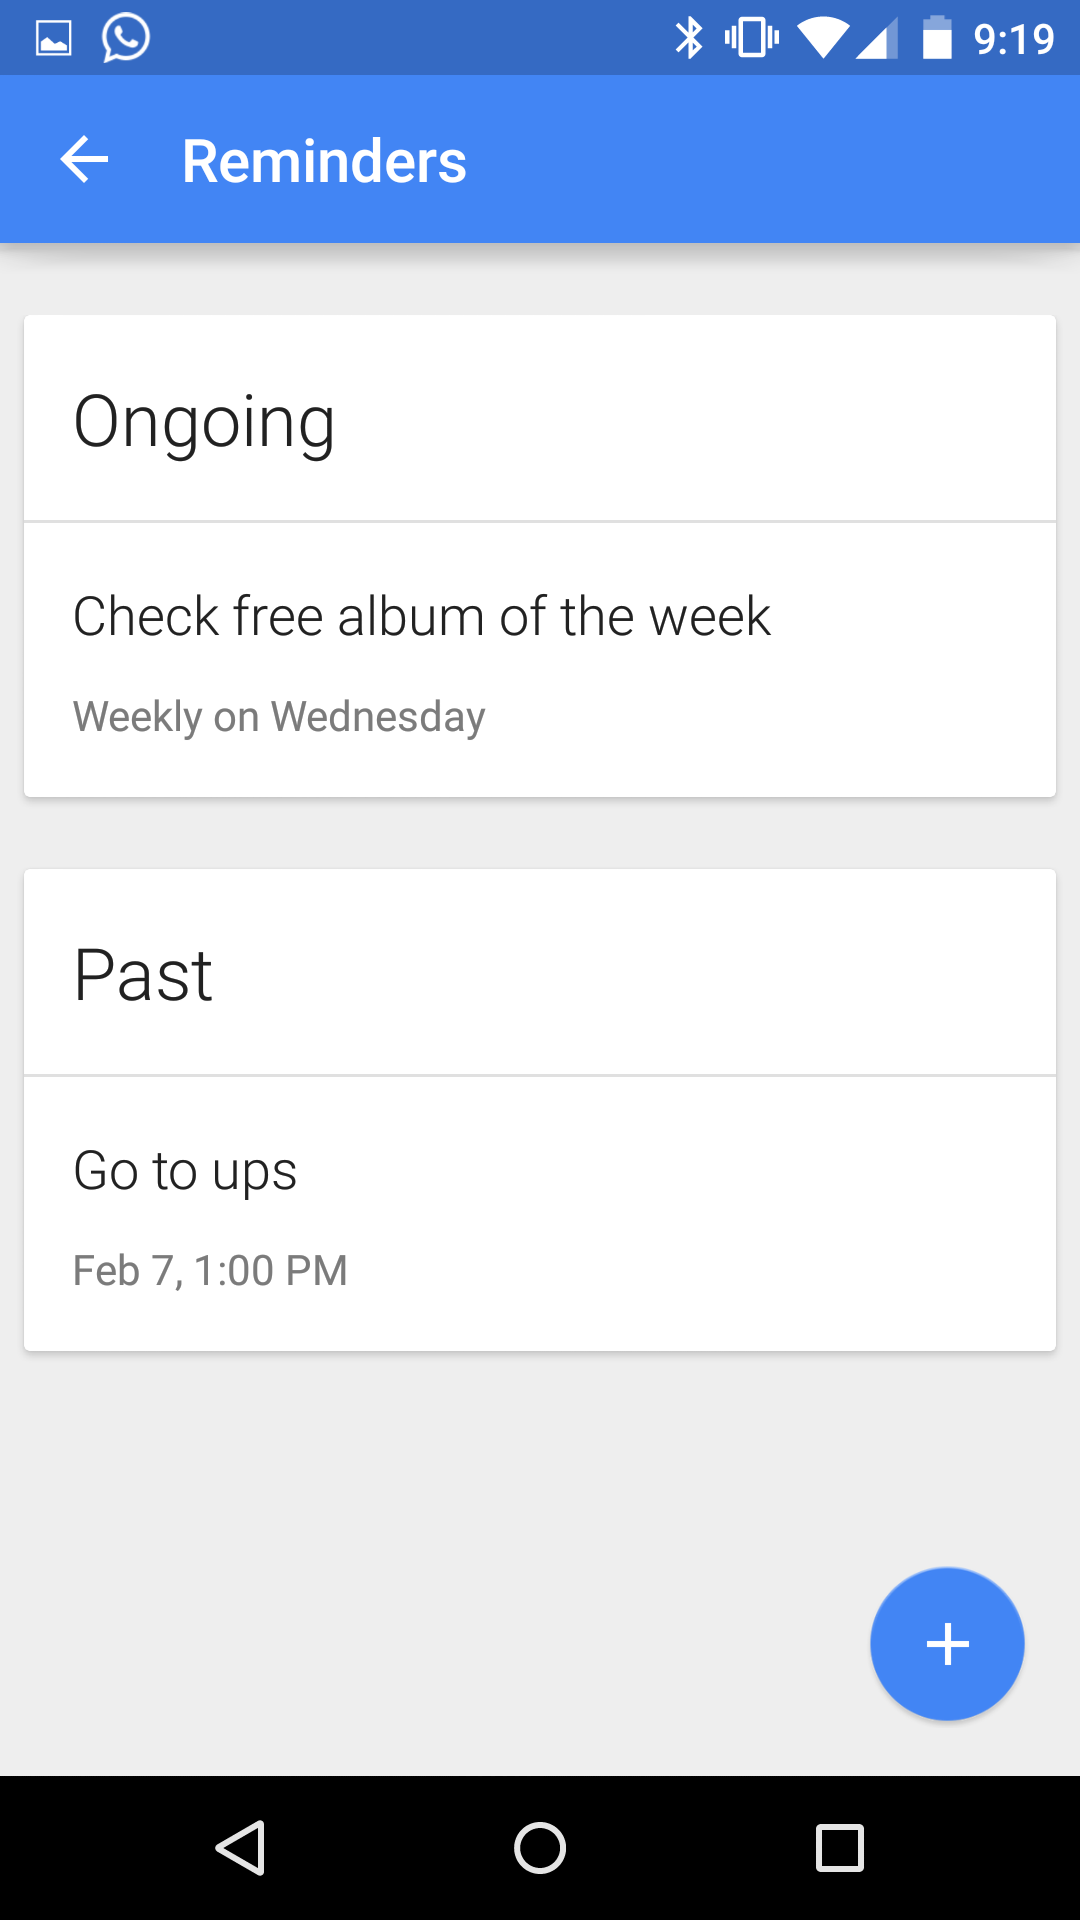 9:19
Reminders
Ongoing
Check free album of the week
Weekly on Wednesday
Past
Go to ups
Feb 7, 1:00 PM